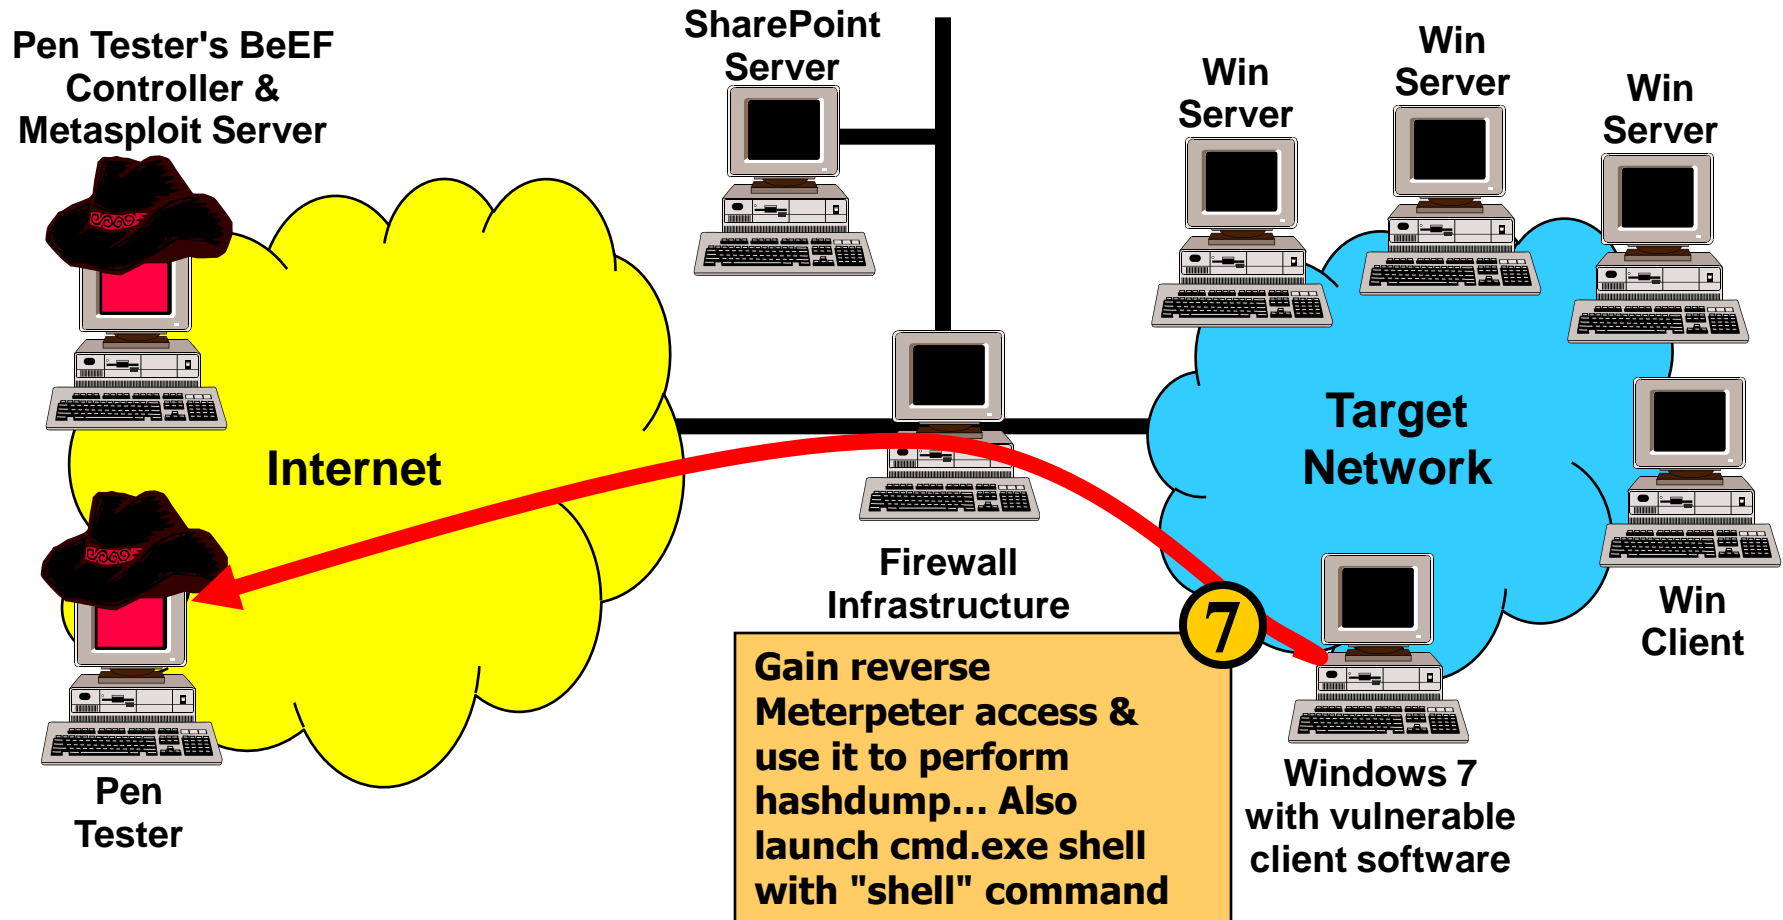 Pen Tester's BeEF
Controller &
Metasploit Server
SharePoint
Server
Win
Server
Win
Server
Win
Server
Internet
Target
Network
Firewall
Infrastructure
Win
Client
7
Gain reverse
Meterpeter access &
use it to perform
hashdump... Also
launch cmd.exe shell
with "shell" command
Pen
Tester
Windows 7
with vulnerable
client software